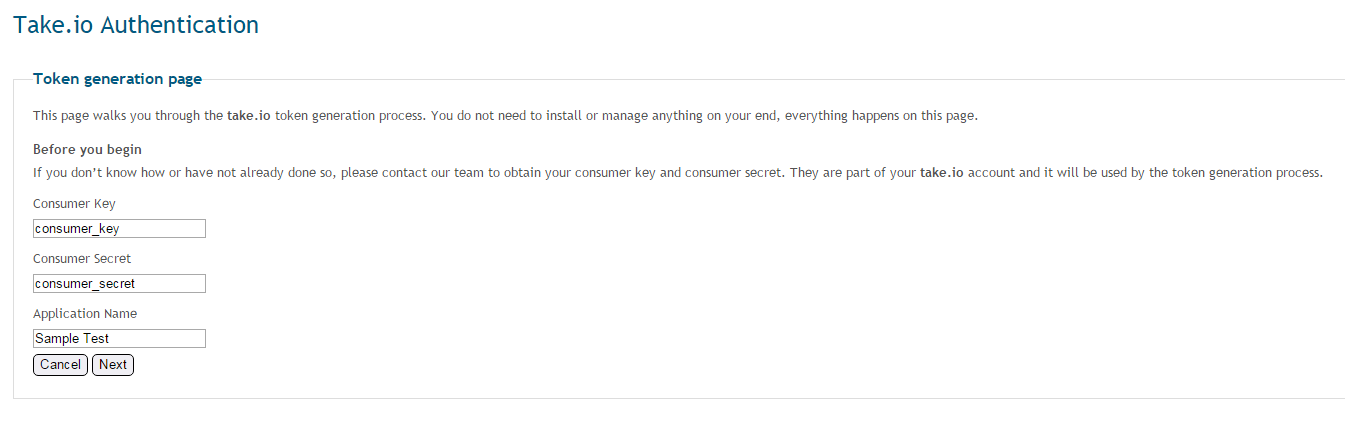 Take.io Authentication
Token generation page
This page walks you through the take.io token generation process. You do not need to install or manage anything on your end, everything happens on this page.
Before you begin
If you don’t know how or have not already done so, please contact our team to obtain your consumer key and consumer secret. They are part of your take.io account and it will be used by the token generation process.
Consumer Key
consumer_key
Consumer Secret
consumer_secret
Application Name
Sample Test
Cancel Next